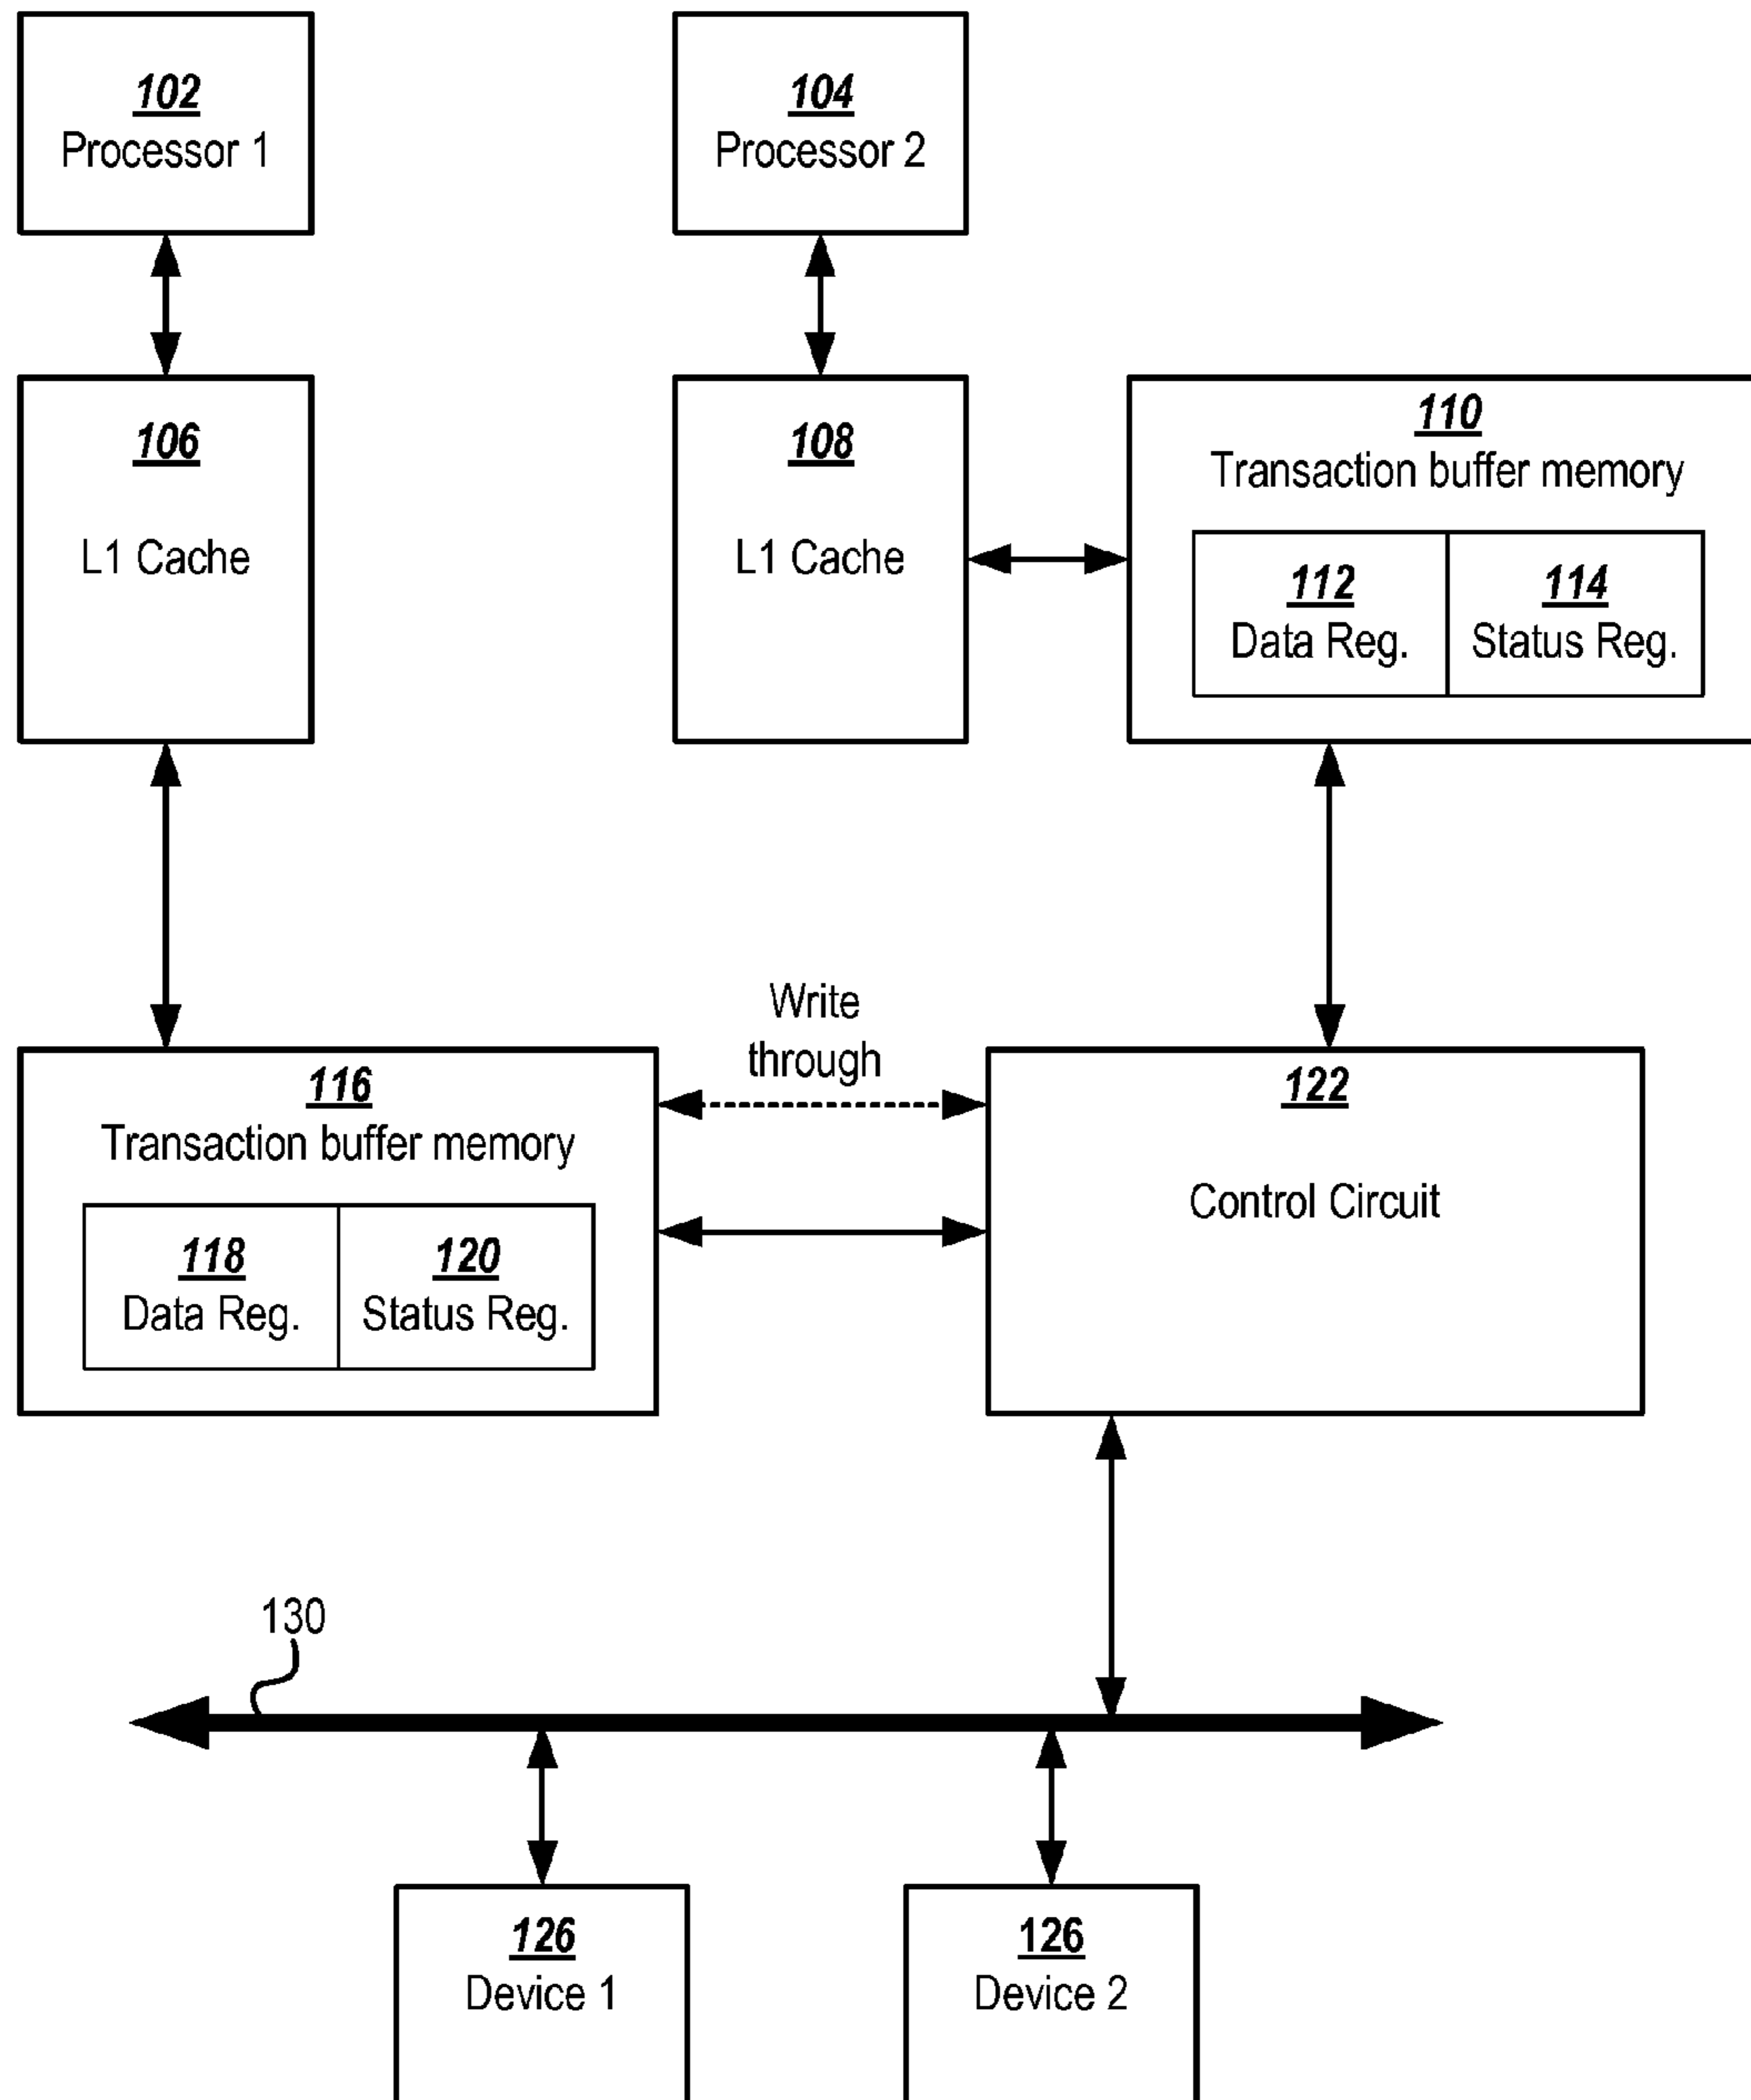 102
Processor 1
104
Processor 2
106
L1 Cache
108
L1 Cache
110
Transaction buffer memory
112
Data Reg.
114
Status Reg.
Write
through
116
Transaction buffer memory
118
Data Reg.
120
Status Reg.
122
Control Circuit
130
126
Device 1
126
Device 2